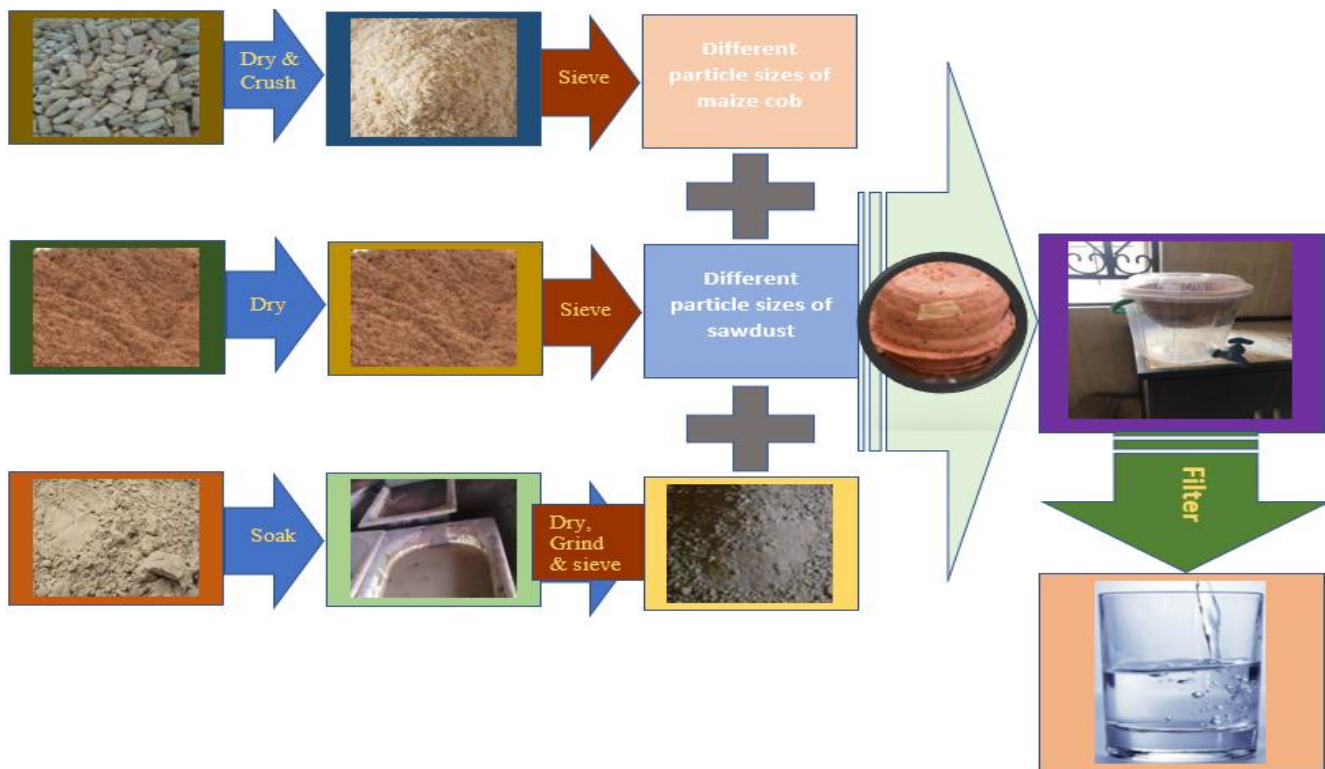 Dry &
Crush
Sieve
Different
particle sizes of
maize cob
Dry
Sieve
Different
particle sizes of
sawdust
Soak
Dry,
Grind
& sieve
Filter